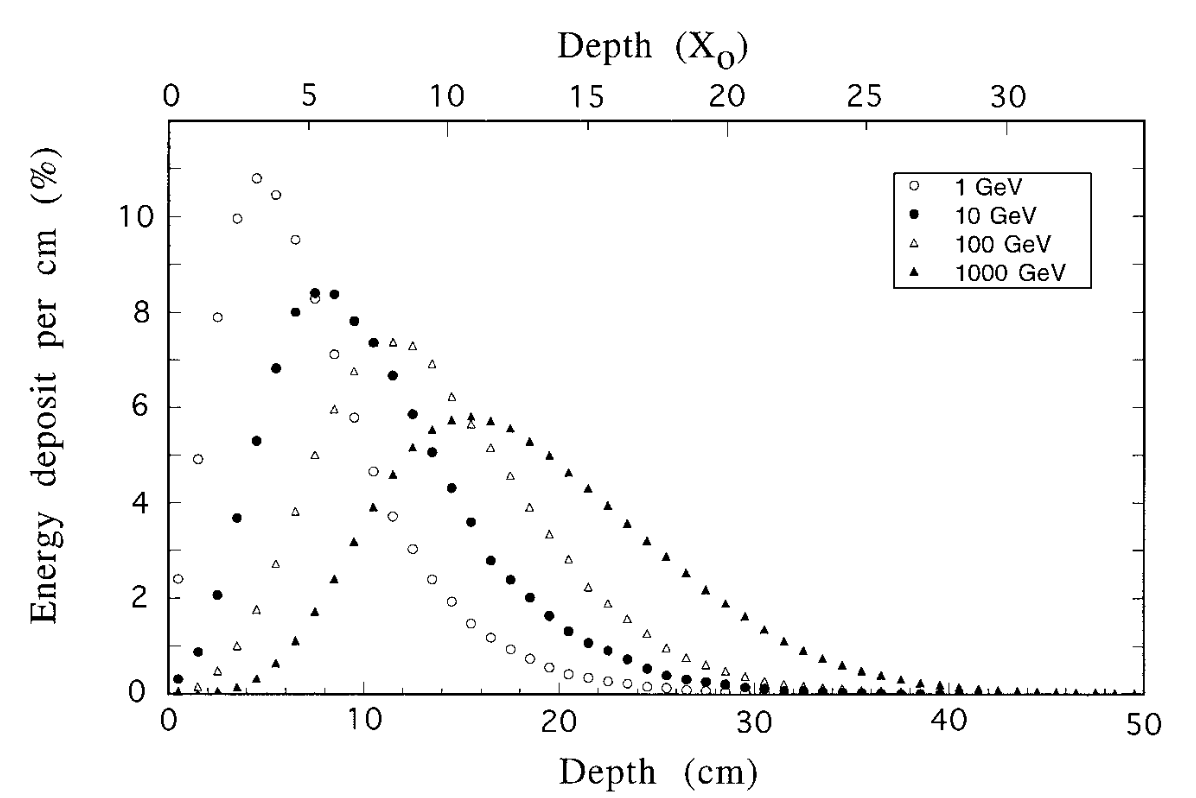 Depth (X₀)
0 5 10 15 20 25 30
Energy deposit per cm (%)
10
8
6
4
2
0
1 GeV
10 GeV
100 GeV
1000 GeV
0 10 20 30 40 50
Depth (cm)